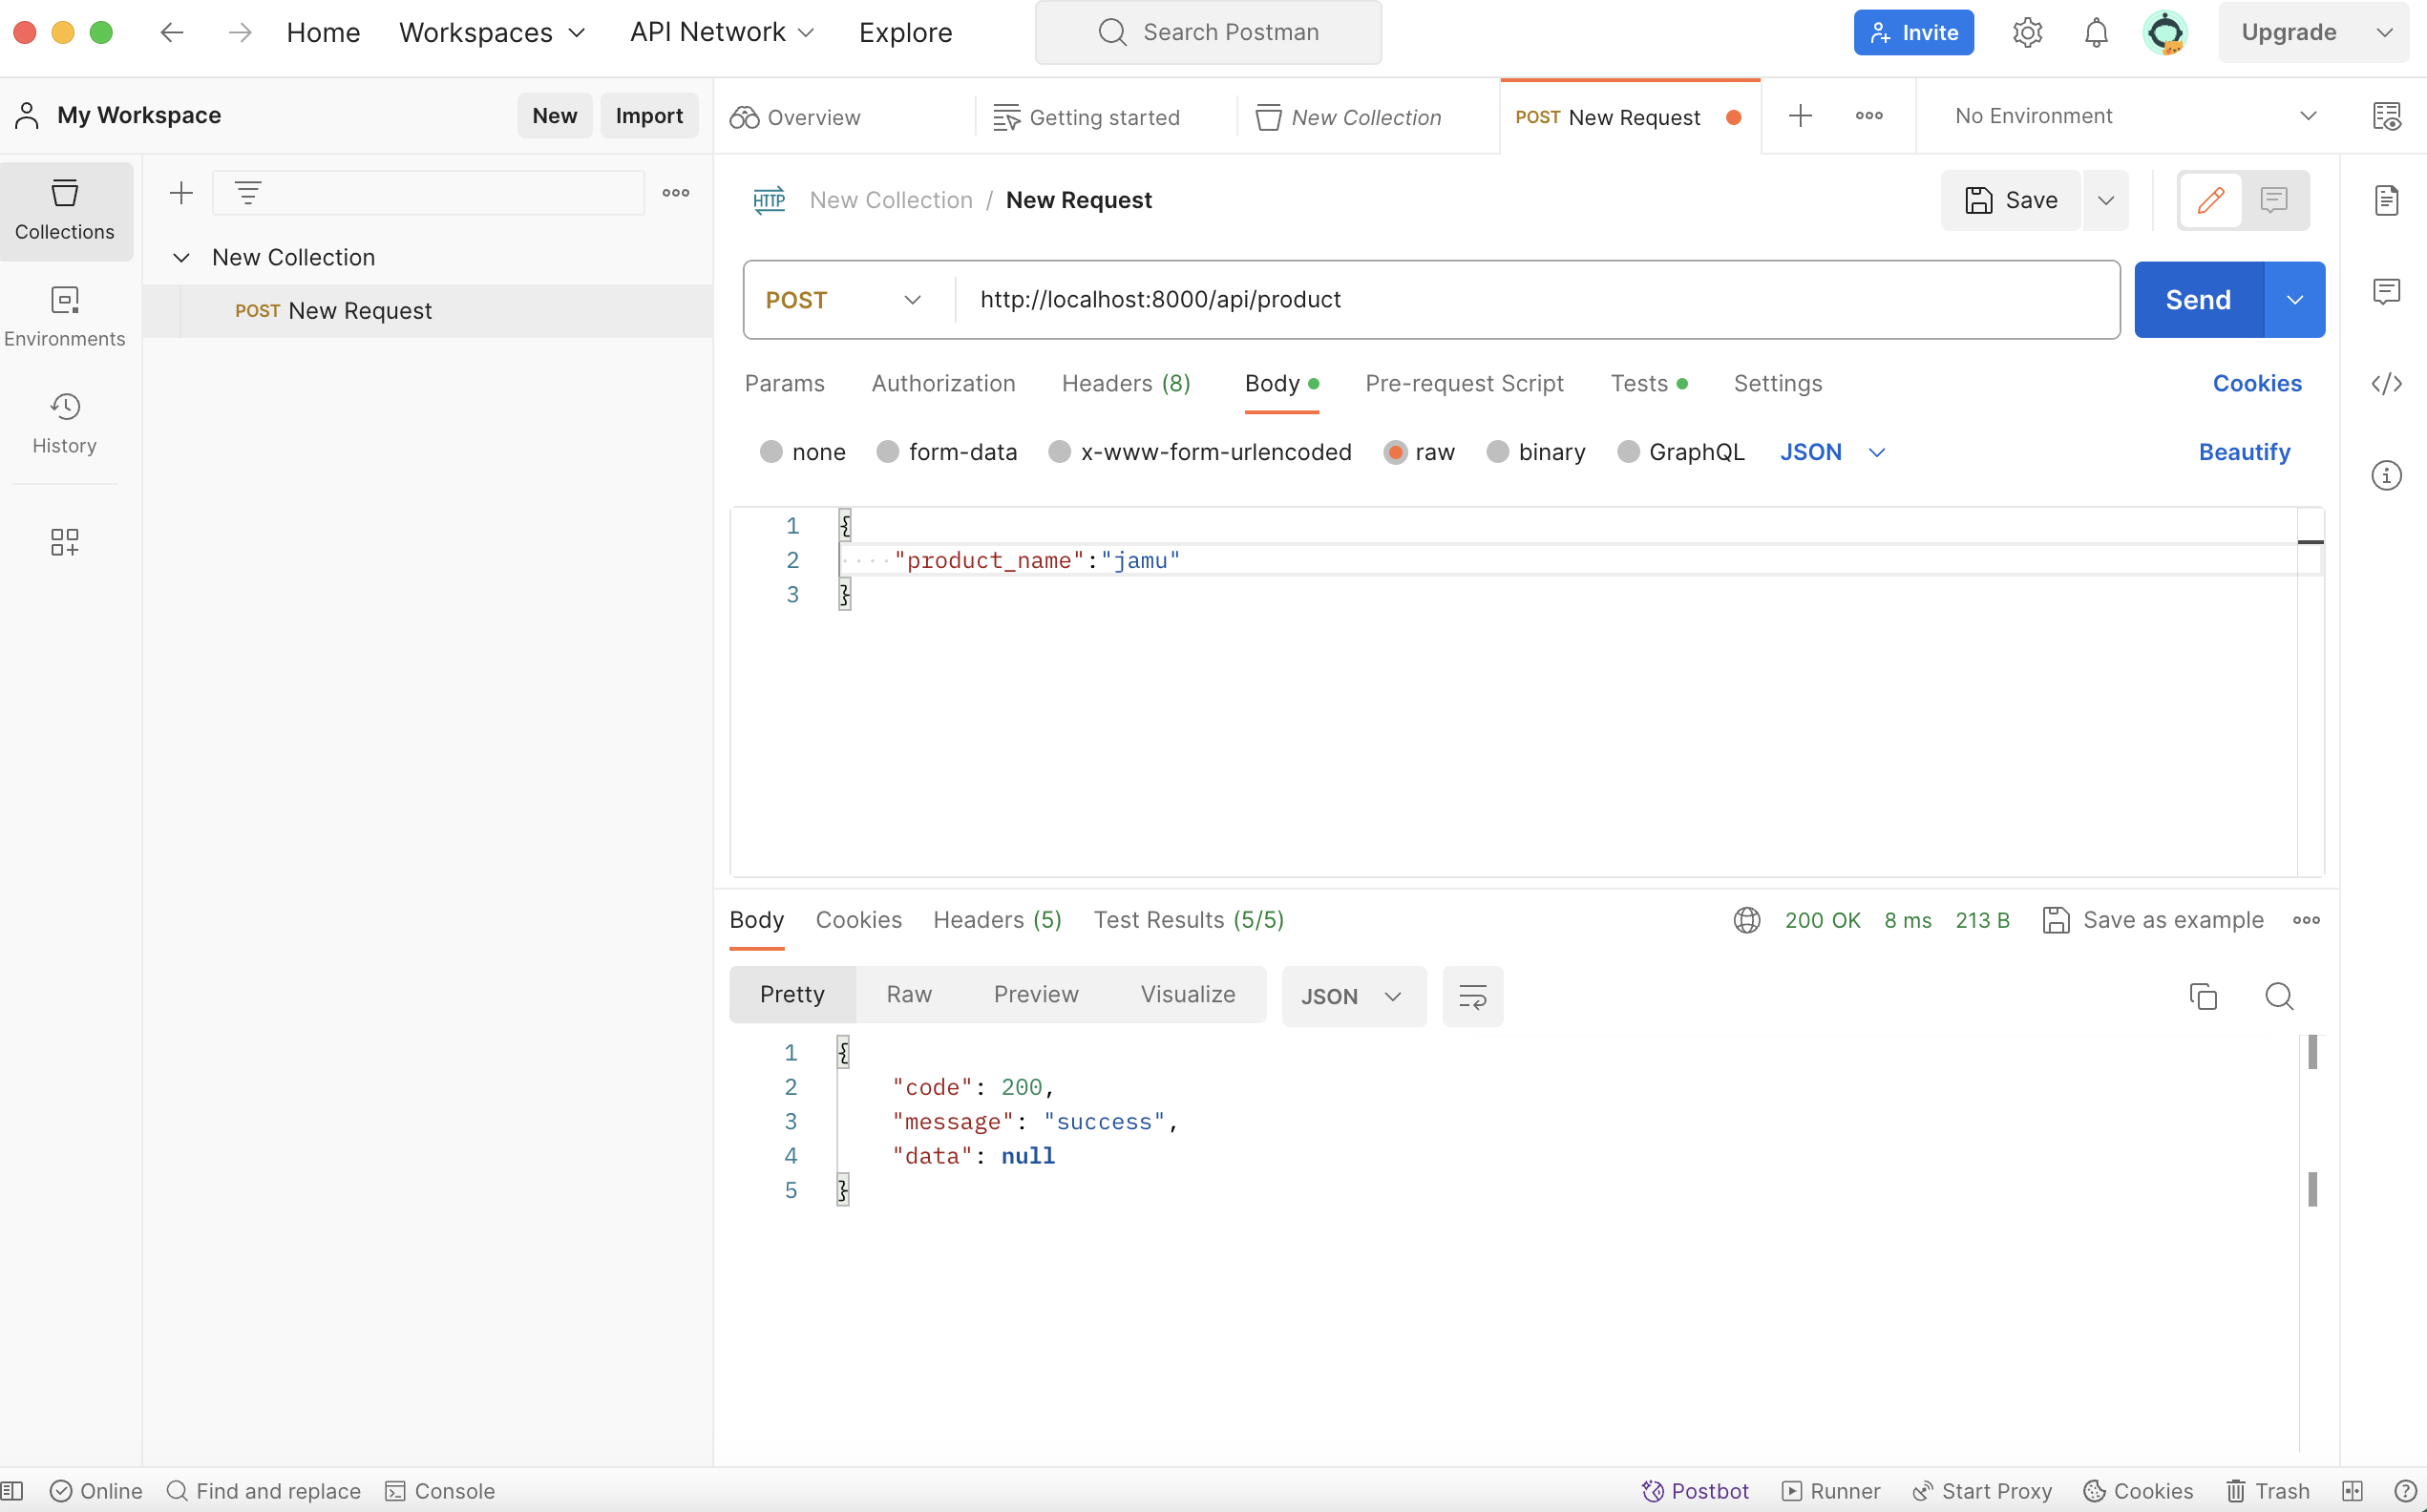 Home Workspaces API Network Explore Search Postman Invite Upgrade
My Workspace New Import Overview Getting started New Collection POST New Request No Environment
Collections
Environments
History
New Collection
POST New Request
HTTP New Collection / New Request Save
POST http://localhost:8000/api/product Send
Params Authorization Headers (8) Body Pre-request Script Tests Settings Cookies
none form-data x-www-form-urlencoded raw binary GraphQL JSON Beautify
1 {
2 "product_name":"jamu"
3 }
Body Cookies Headers (5) Test Results (5/5) 200 OK 8 ms 213 B Save as example
Pretty Raw Preview Visualize JSON
1 {
2 "code": 200,
3 "message": "success",
4 "data": null
5 }
Online Find and replace Console Postbot Runner Start Proxy Cookies Trash